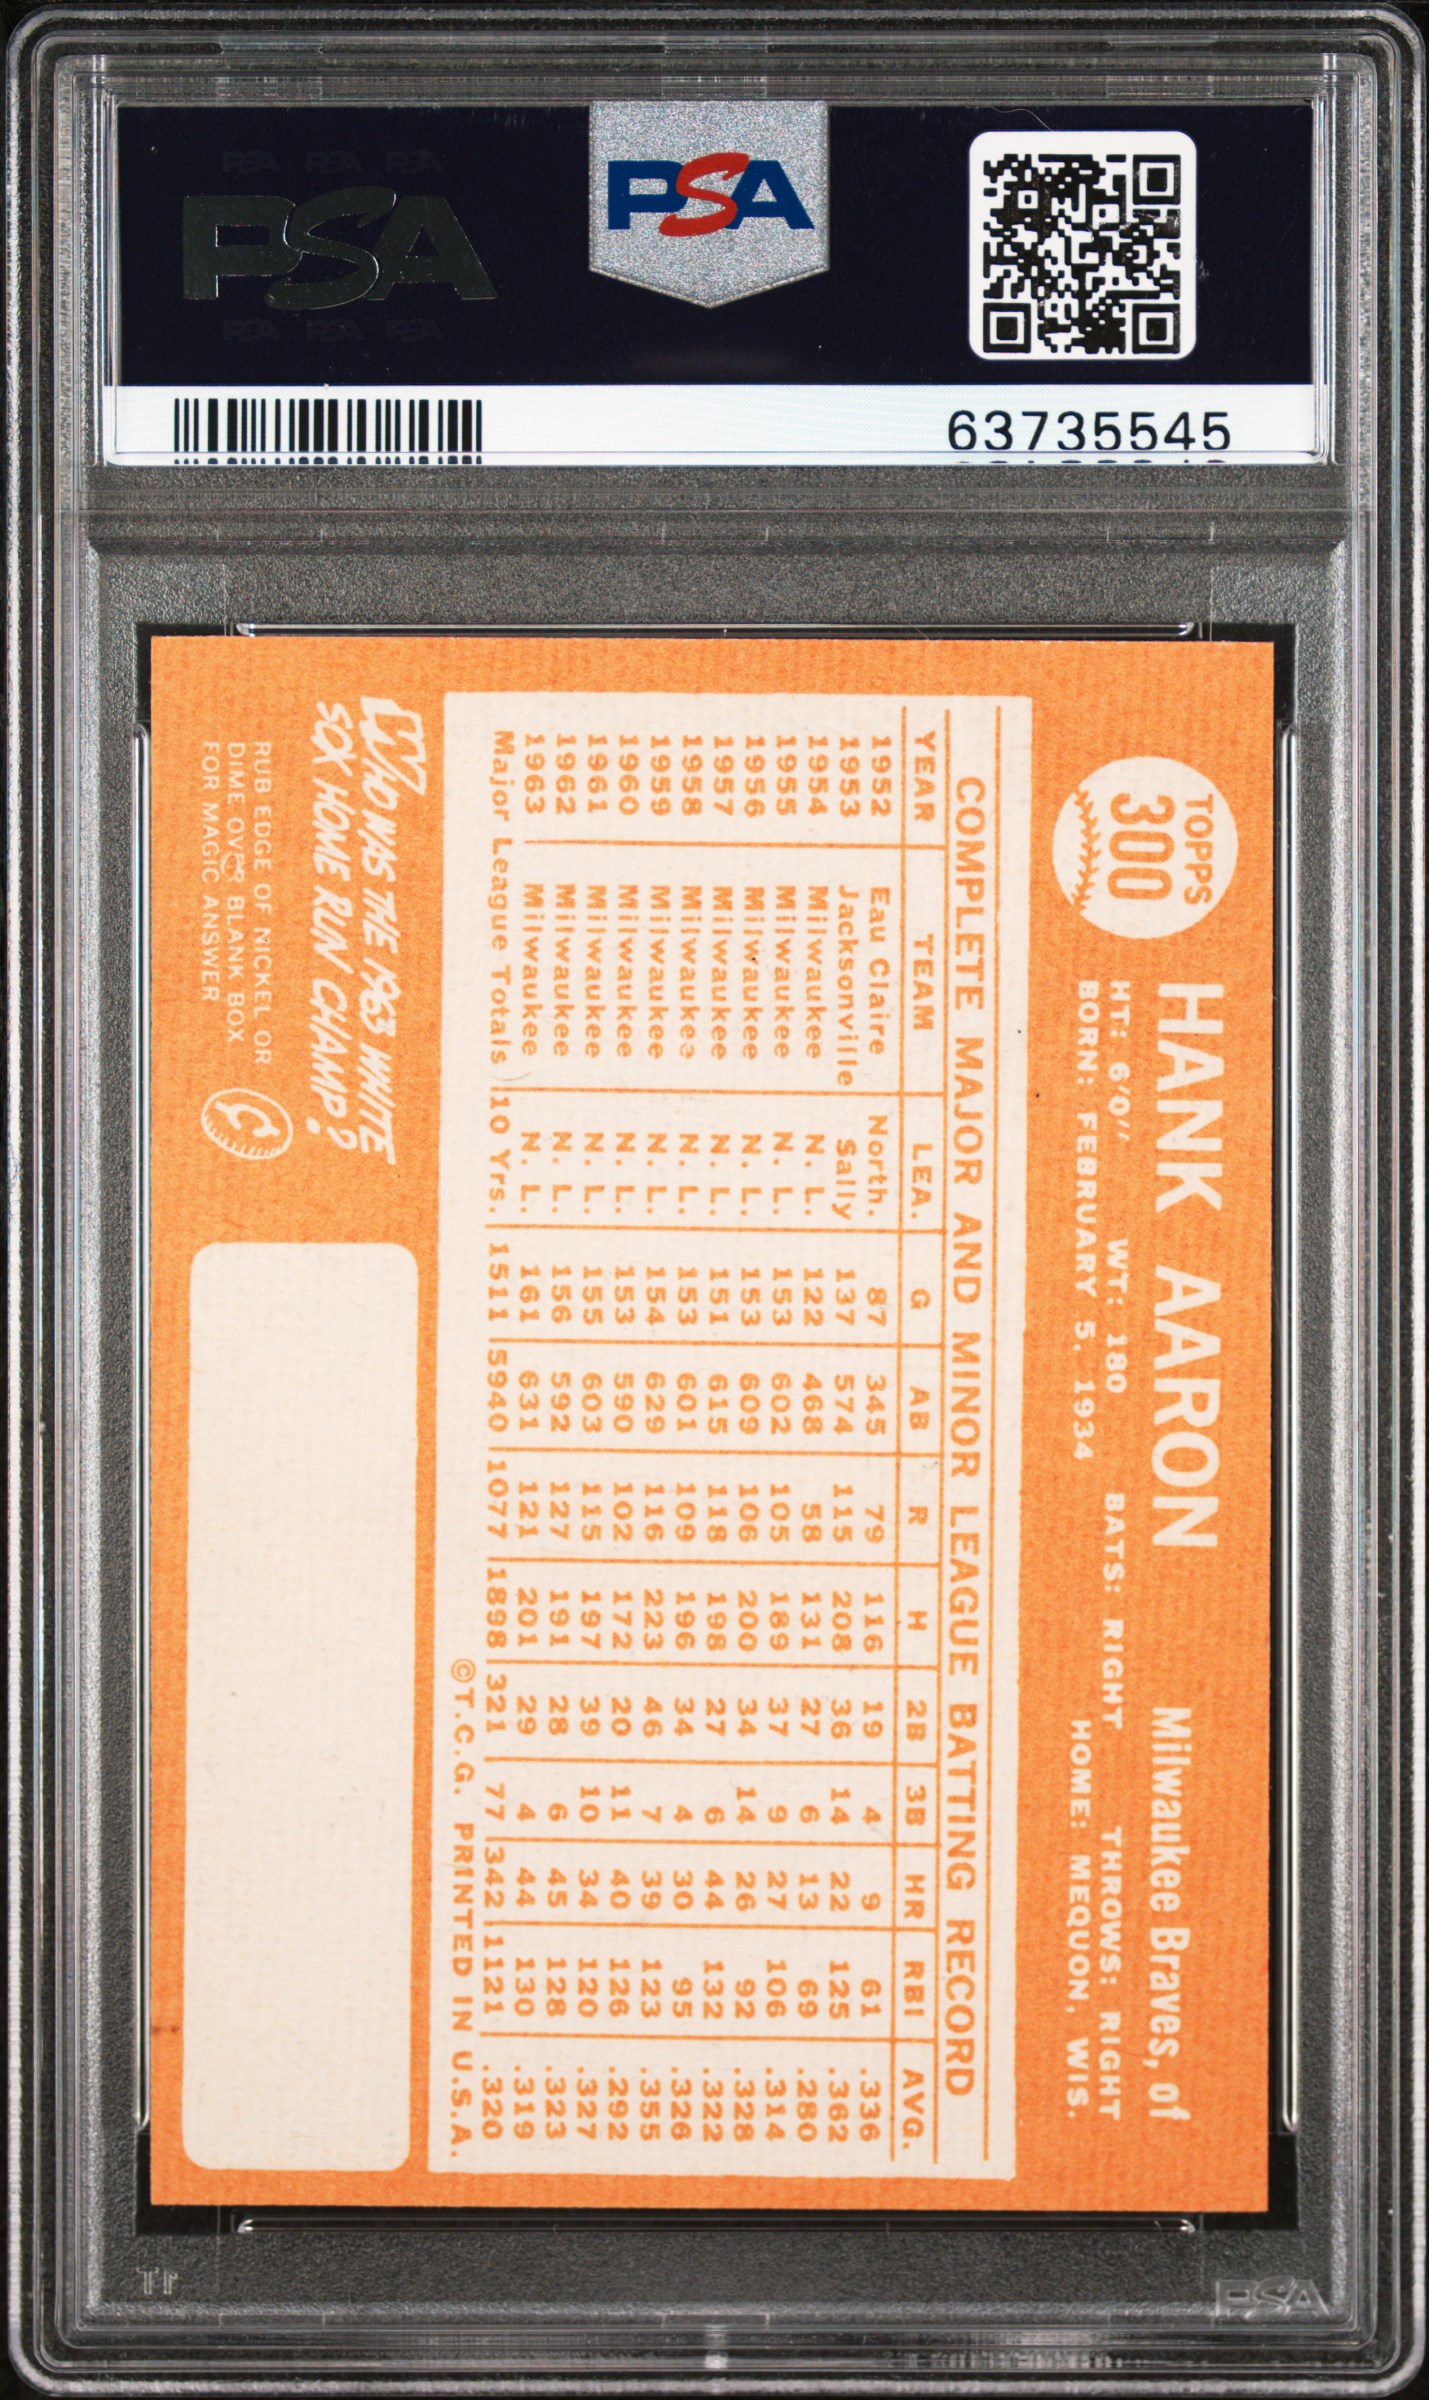 PSA PSA PSA
PSA
PSA PSA PSA
PSA
63735545
TOPPS
300
HANK AARON Milwaukee Braves, of
HT: 6'0'' WT: 180 BATS: RIGHT THROWS: RIGHT
BORN: FEBRUARY 5, 1934 HOME: MEQUON, WIS.
COMPLETE MAJOR AND MINOR LEAGUE BATTING RECORD
YEAR TEAM LEA. G AB R H 2B 3B HR RBI AVG.
1952 Eau Claire North. 87 345 79 116 19 4 9 61 .336
1953 Jacksonville Sally 137 574 115 208 36 14 22 125 .362
1954 Milwaukee N. L. 122 468 58 131 27 6 13 69 .280
1955 Milwaukee N. L. 153 602 105 189 37 9 27 106 .314
1956 Milwaukee N. L. 153 609 106 200 34 14 26 92 .328
1957 Milwaukee N. L. 151 615 118 198 27 6 44 132 .322
1958 Milwaukee N. L. 153 601 109 196 34 4 30 95 .326
1959 Milwaukee N. L. 154 629 116 223 46 7 39 123 .355
1960 Milwaukee N. L. 153 590 102 172 20 11 40 126 .292
1961 Milwaukee N. L. 155 603 115 197 39 10 34 120 .327
1962 Milwaukee N. L. 156 592 127 191 28 6 45 128 .323
1963 Milwaukee N. L. 161 631 121 201 29 4 44 130 .319
Major League Totals 10 Yrs. 1511 5940 1077 1898 321 77 342 1121 .320
©T.C.G. PRINTED IN U.S.A.
WHO WAS THE 1963 WHITE
SOX HOME RUN CHAMP?
RUB EDGE OF NICKEL OR
DIME OVER BLANK BOX
FOR MAGIC ANSWER
PSA